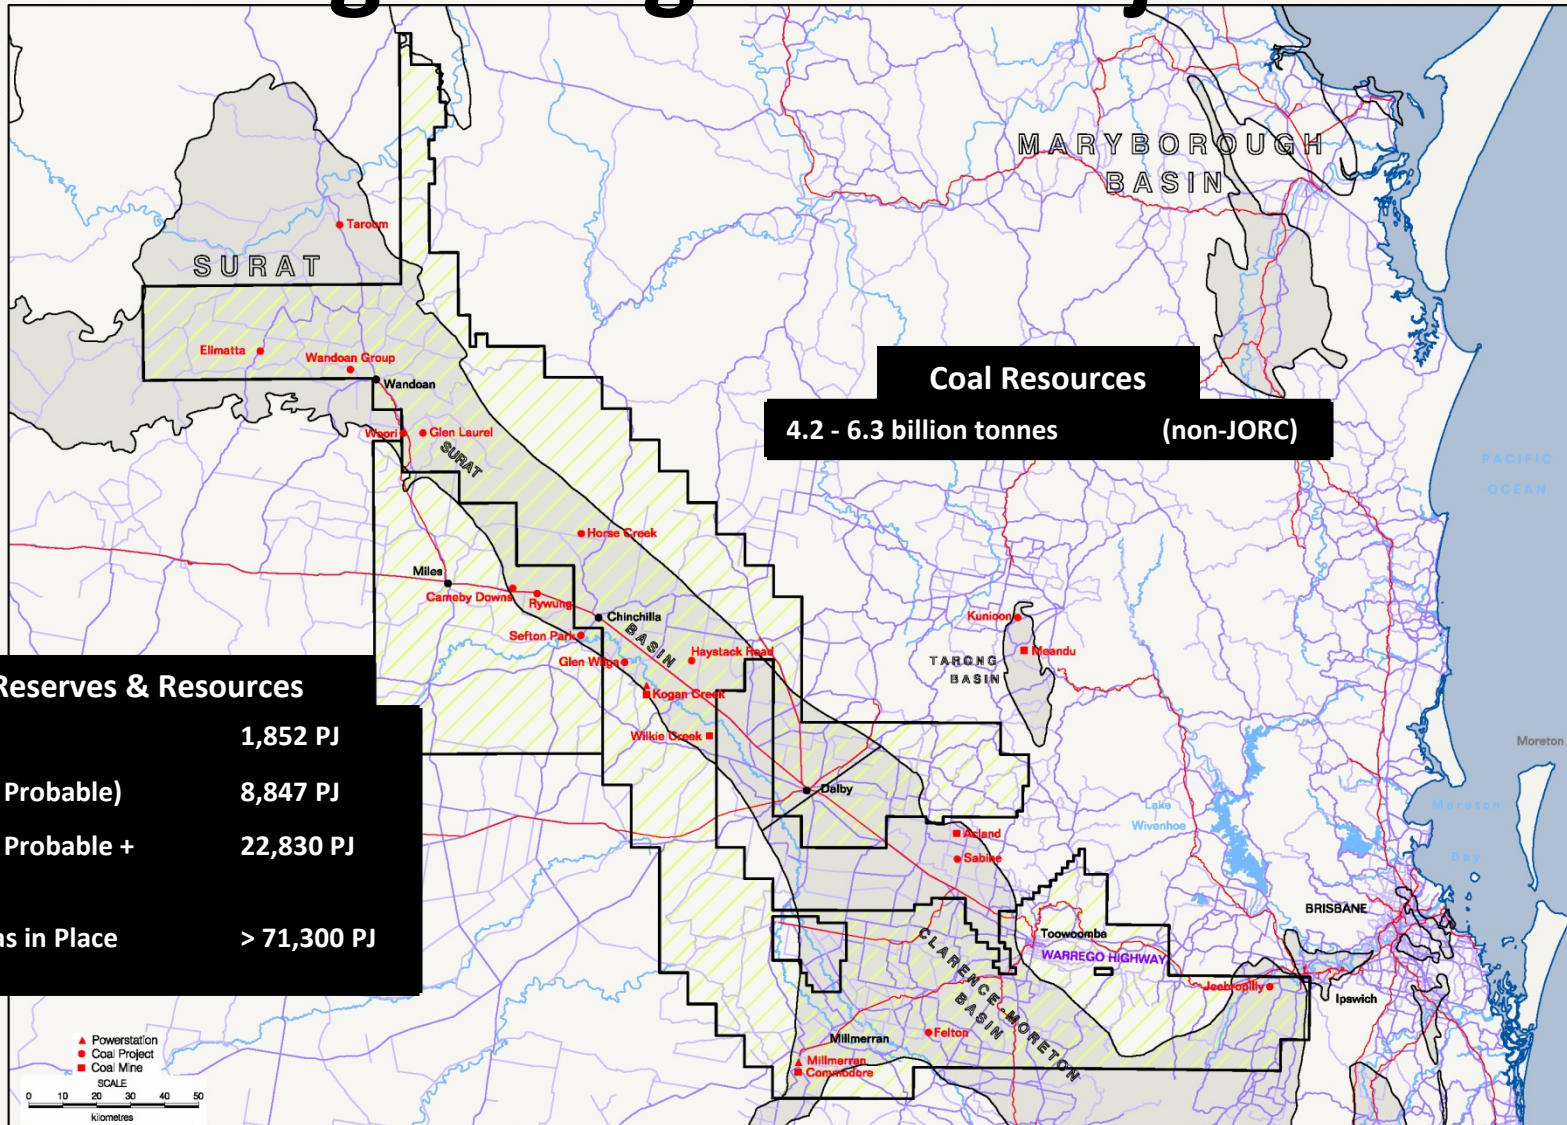 MARYBOROUGH
BASIN
Taroom
SURAT
Elimatta
Wandoan Group
Wandoan
Coal Resources
4.2 - 6.3 billion tonnes (non-JORC)
Woori
Glen Laurel
SURAT
PACIFIC
OCEAN
Horse Creek
Miles
Cameby Downs
Rywung
Chinchilla
Kunioon
BASIN
Sefton Park
Meandu
Haystack Road
TARONG
BASIN
Glen Wilga
Reserves & Resources
Kogan Creek
1,852 PJ
Wilkie Creek
Moreton
Probable) 8,847 PJ
Dalby
Lake
Wivenhoe
Moreton
Bay
Acland
Probable + 22,830 PJ
Sabine
BRISBANE
as in Place > 71,300 PJ
Toowoomba
WARREGO HIGHWAY
CLARENCE-MORETON
BASIN
Jeebropilly
Ipswich
Felton
Millmerran
Powerstation
Coal Project
Coal Mine
Millmerran
Commodore
SCALE
0 10 20 30 40 50
kilometres